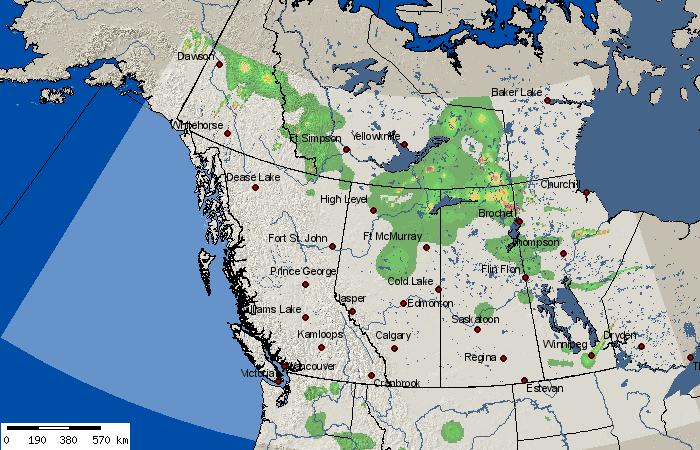 Dawson
Baker Lake
Whitehorse
Ft Simpson
Yellowknife
Dease Lake
Churchill
High Level
Brochet
Fort St. John
Ft McMurray
Thompson
Prince George
Flin Flon
Cold Lake
Jasper
Edmonton
liams Lake
Saskatoon
Kamloops
Calgary
Dryden
Winnipeg
Regina
Vancouver
Victoria
Cranbrook
Estevan
0 190 380 570 km